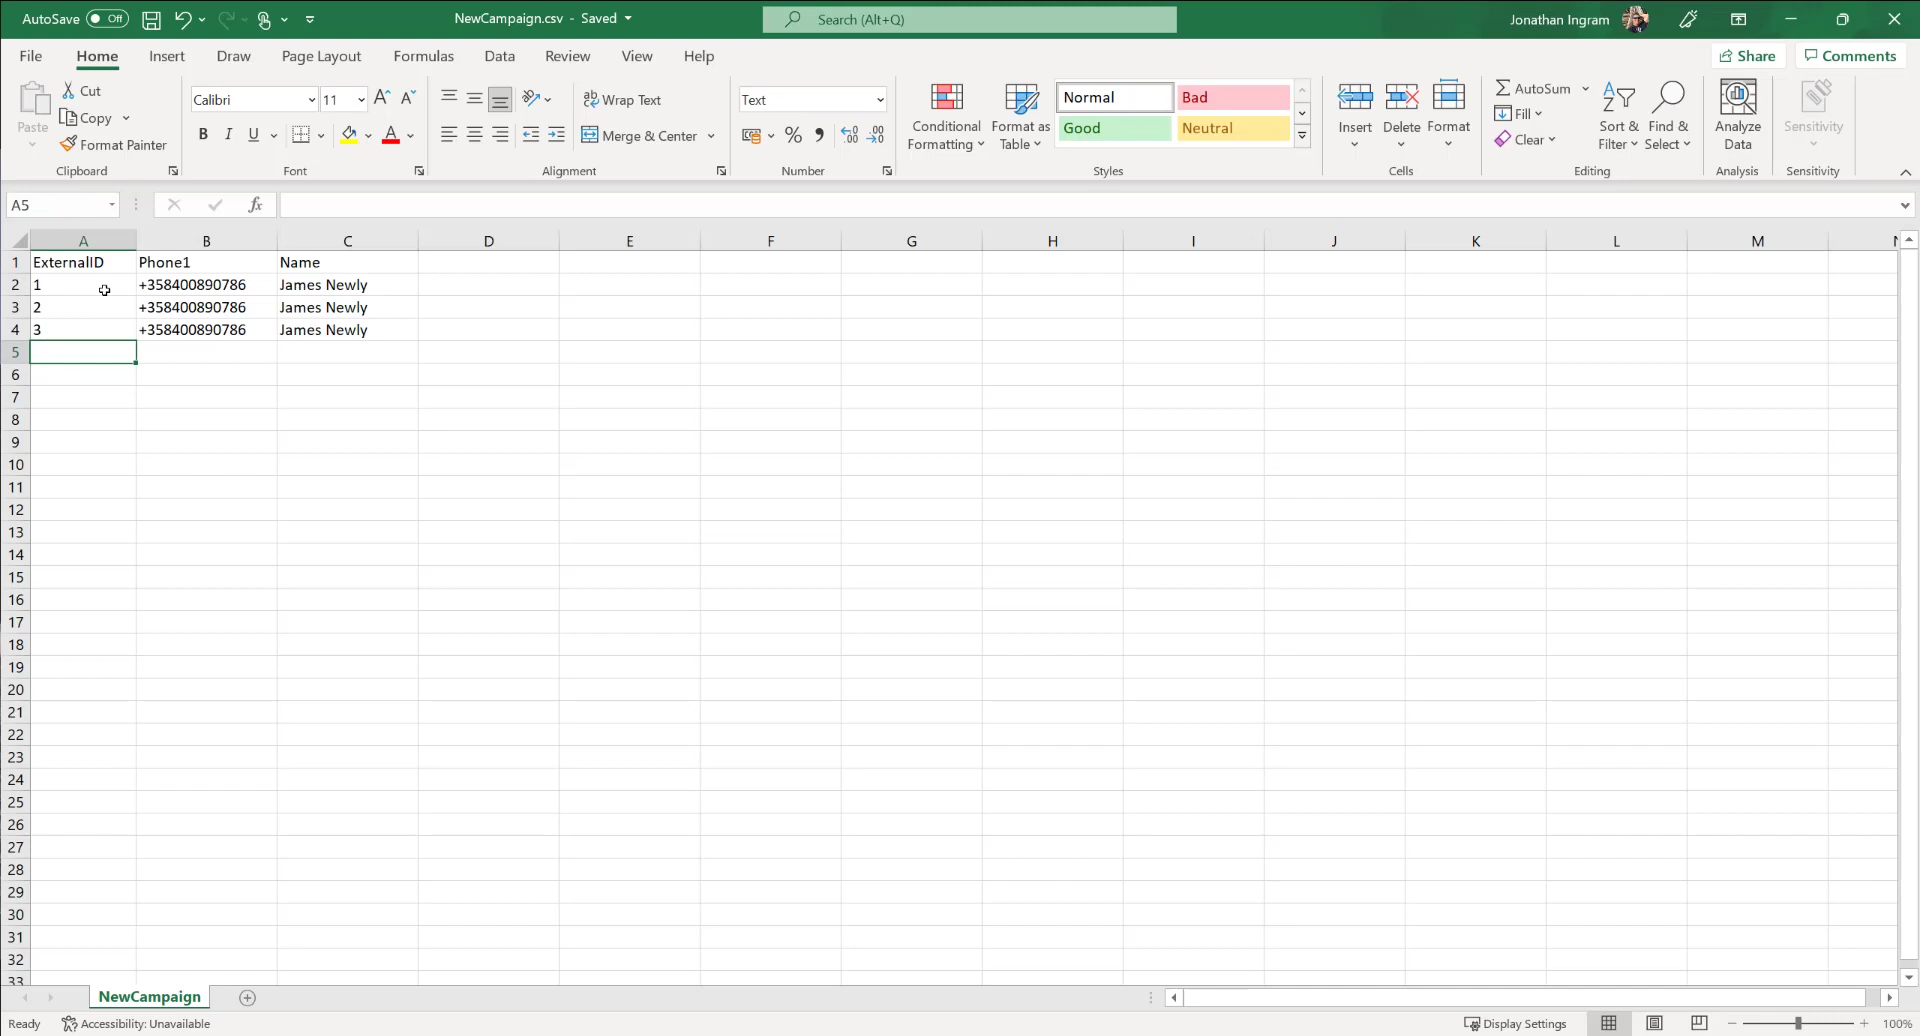 AutoSave Off NewCampaign.csv - Saved Search (Alt+Q) Jonathan Ingram
File Home Insert Draw Page Layout Formulas Data Review View Help Share Comments
Paste
Cut
Copy
Format Painter
Clipboard
Calibri 11
B I U A
Font
Wrap Text
Merge & Center
Alignment
Text
% ,
Number
Conditional Formatting
Format as Table
Normal Bad
Good Neutral
Styles
Insert Delete Format
Cells
AutoSum
Fill
Clear
Sort & Filter
Find & Select
Editing
Analyze Data
Analysis
Sensitivity
Sensitivity
A5 fx
A B C D E F G H I J K L M
1 ExternalID Phone1 Name
2 1 +358400890786 James Newly
3 2 +358400890786 James Newly
4 3 +358400890786 James Newly
5
6
7
8
9
10
11
12
13
14
15
16
17
18
19
20
21
22
23
24
25
26
27
28
29
30
31
32
33
NewCampaign
Ready Accessibility: Unavailable Display Settings 100%